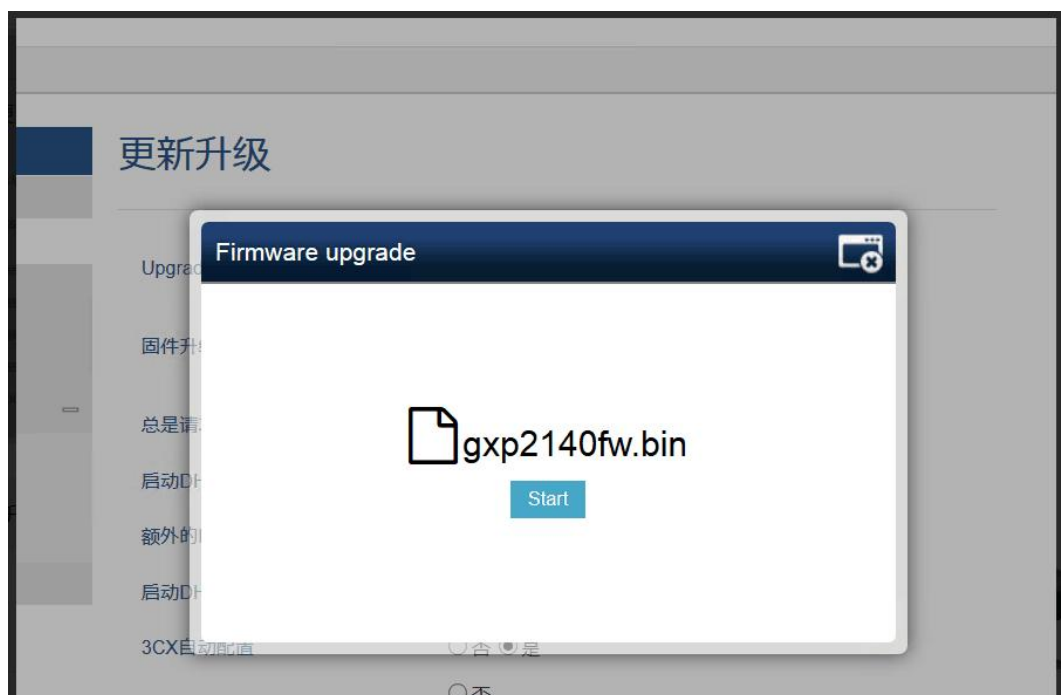 更新升级
Firmware upgrade
Upgrad
固件升
总是请
gxp2140fw.bin
启动DH
Start
额外的
启动DH
3CX自动配置
否 是
否